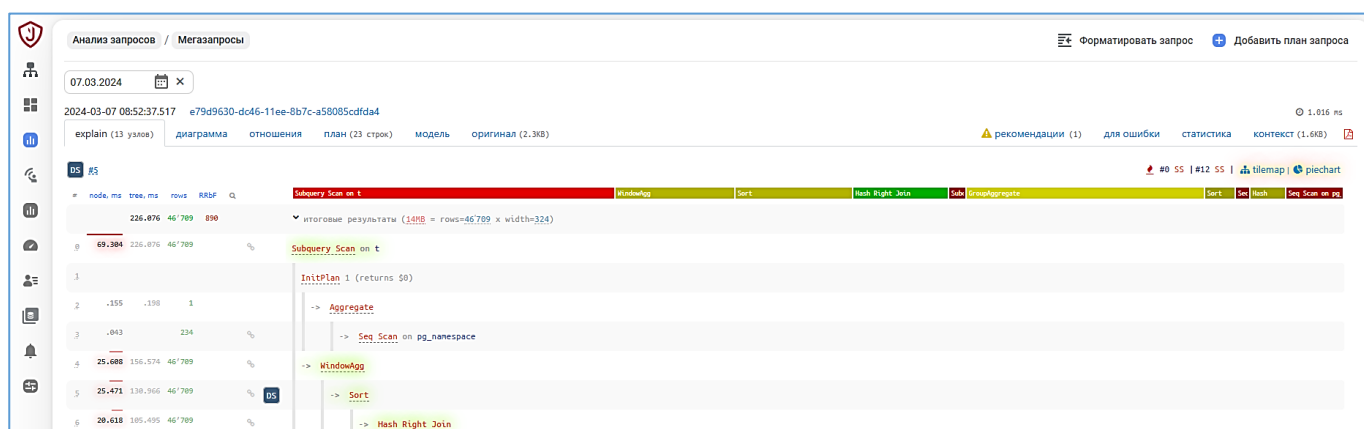 Анализ запросов / Мегазапросы
Форматировать запрос
Добавить план запроса
07.03.2024
2024-03-07 08:52:37.517 e79d9630-dc46-11ee-8b7c-a58085cdfda4
1.016 ms
explain (13 узлов) диаграмма отношения план (23 строк) модель оригинал (2.3KB)
рекомендации (1) для ошибки статистика контекст (1.6KB)
DS #5
#0 SS | #12 SS | tilemap | piechart
# node, ms tree, ms rows RRbF
Subquery Scan on t WindowAgg Sort Hash Right Join Sub GroupAggregate Sort Sec Hash Seq Scan on pg_
226.076 46'709 890 итоговые результаты (14MB = rows=46'709 x width=324)
0 69.304 226.076 46'709 Subquery Scan on t
1 InitPlan 1 (returns $0)
2 .155 .198 1 -> Aggregate
3 .043 234 -> Seq Scan on pg_namespace
4 25.608 156.574 46'709 -> WindowAgg
5 25.471 130.966 46'709 DS -> Sort
6 20.618 105.495 46'709 -> Hash Right Join